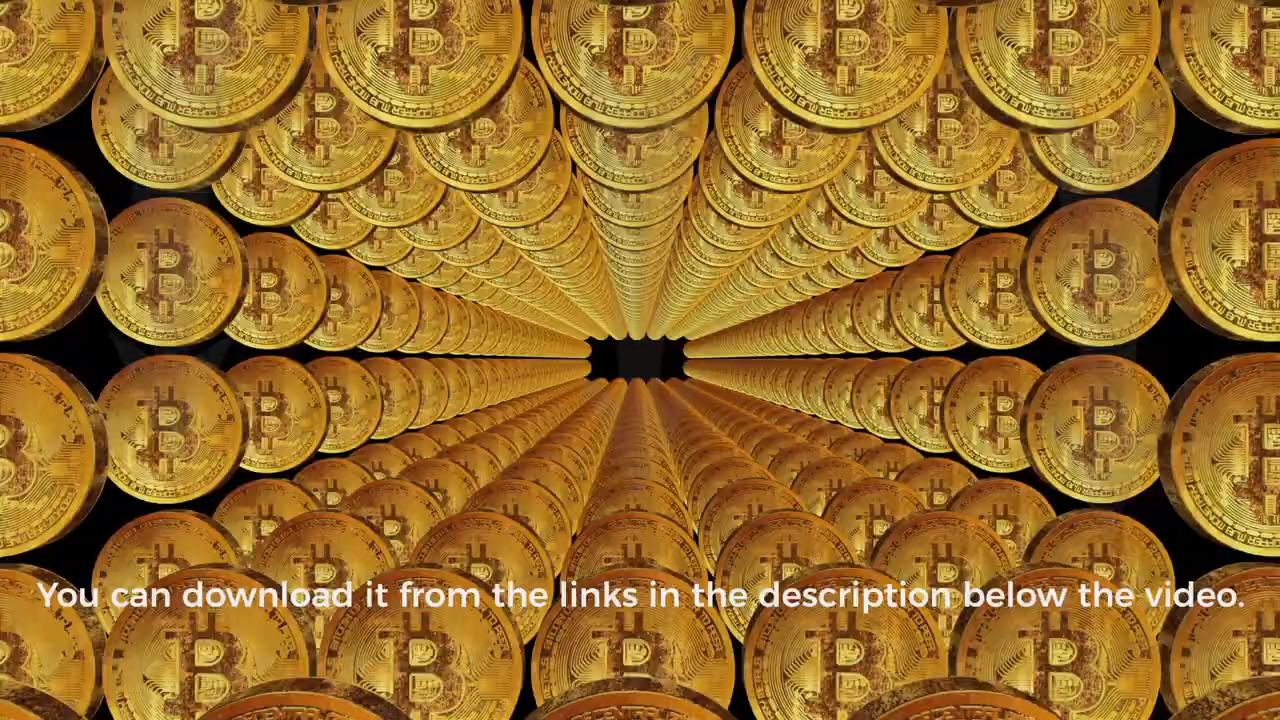 You can download it from the links in the description below the video.